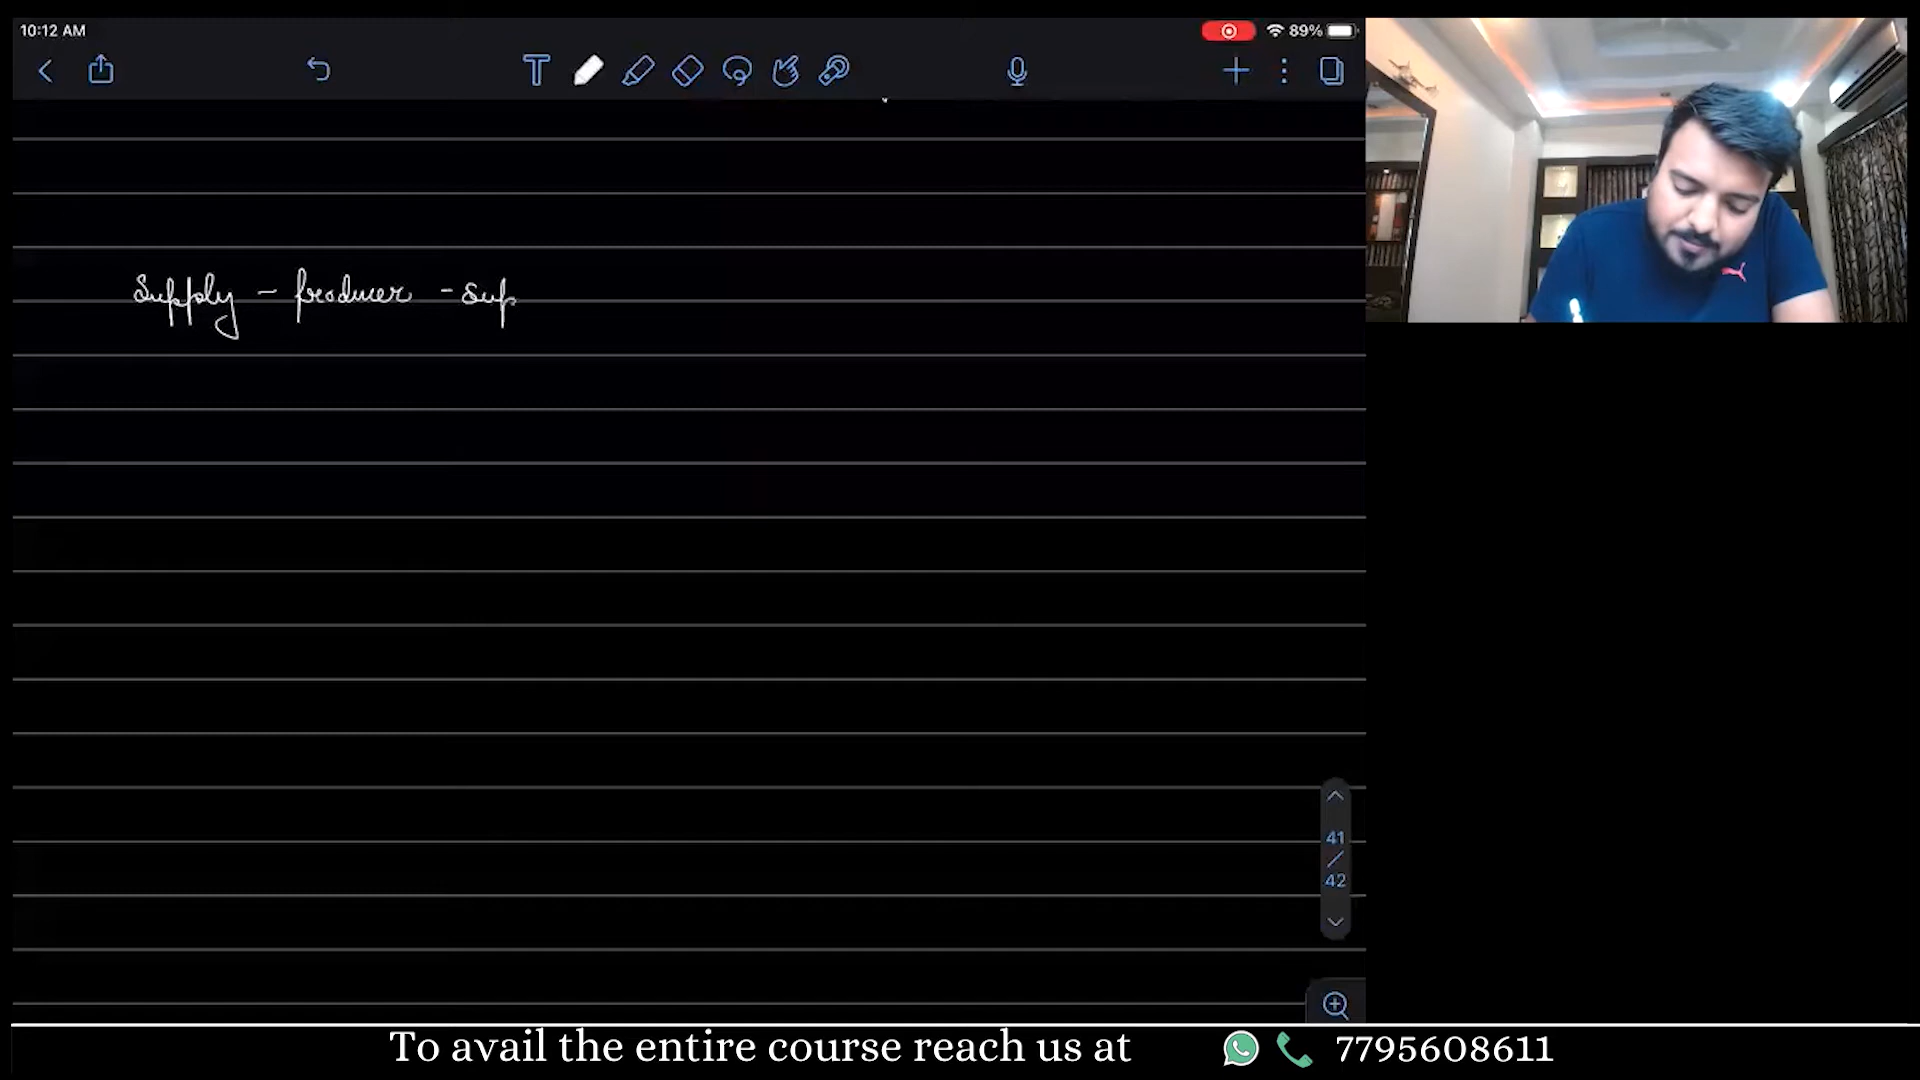 10:12 AM
89%
Supply - Producer - Sup
41
/
42
To avail the entire course reach us at 7795608611